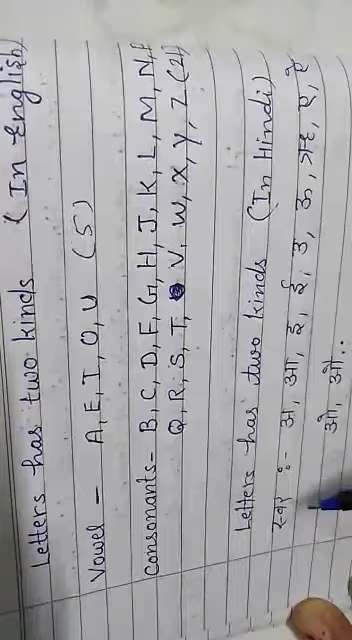 Letters has two kinds (In English)
Vowel - A, E, I, O, U (5)
Consonants- B, C, D, F, G, H, J, K, L, M, N, P
Q, R, S, T, V, W, X, Y, Z (21
Letters has two kinds (In Hindi)
स्वर :- अ, आ, इ, ई, उ, ऊ, ऋ, ए, ऐ
ओ, औ..